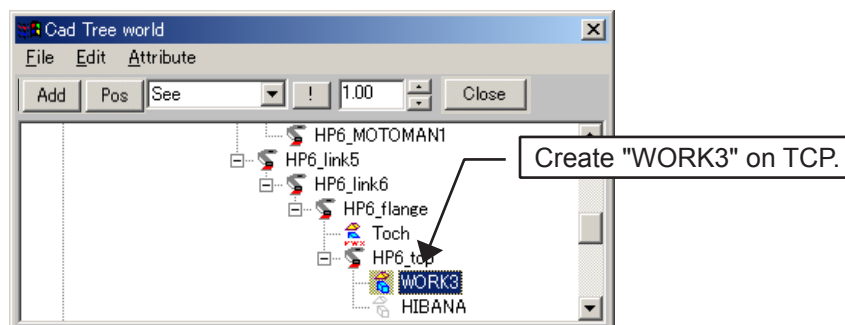 Cad Tree world
File Edit Attribute
Add Pos See ! 1.00 Close
HP6_MOTOMAN1
HP6_link5
Create "WORK3" on TCP.
HP6_link6
HP6_flange
Toch
HP6_top
WORK3
HIBANA